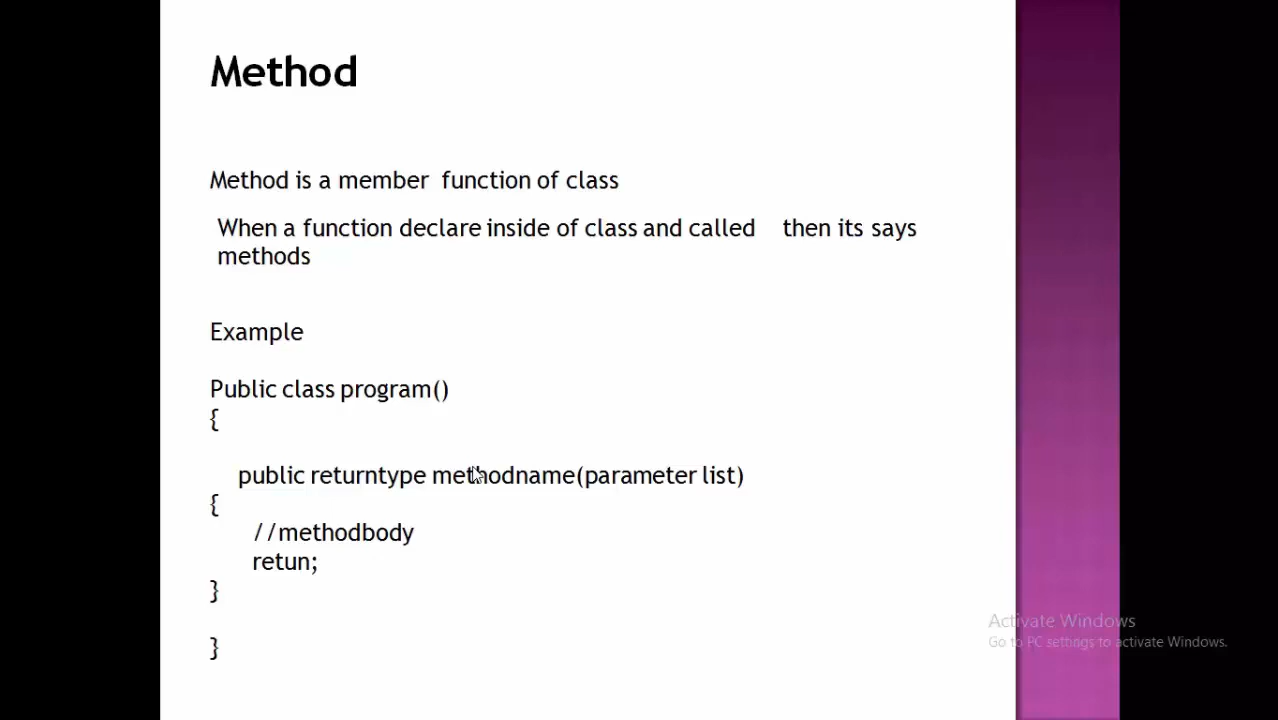 Method
Method is a member function of class
When a function declare inside of class and called then its says
methods
Example
Public class program()
{
public returntype methodname(parameter list)
{
//methodbody
retun;
}
}
Activate Windows
Go to PC settings to activate Windows.